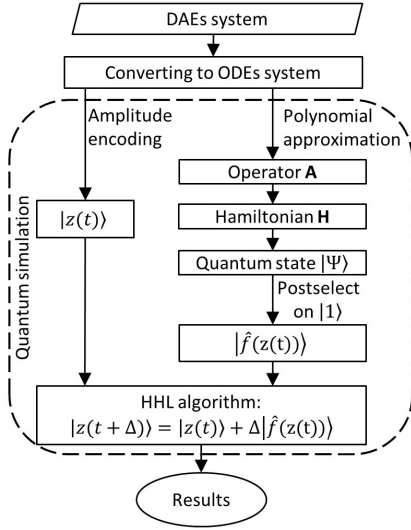 DAEs system
Converting to ODEs system
Amplitude
encoding
Polynomial
approximation
Operator A
Hamiltonian H
|z(t)⟩
Quantum state |Ψ⟩
Postselect
on |1⟩
|f̂(z(t))⟩
Quantum simulation
HHL algorithm:
|z(t + Δ)⟩ = |z(t)⟩ + Δ|f̂(z(t))⟩
Results